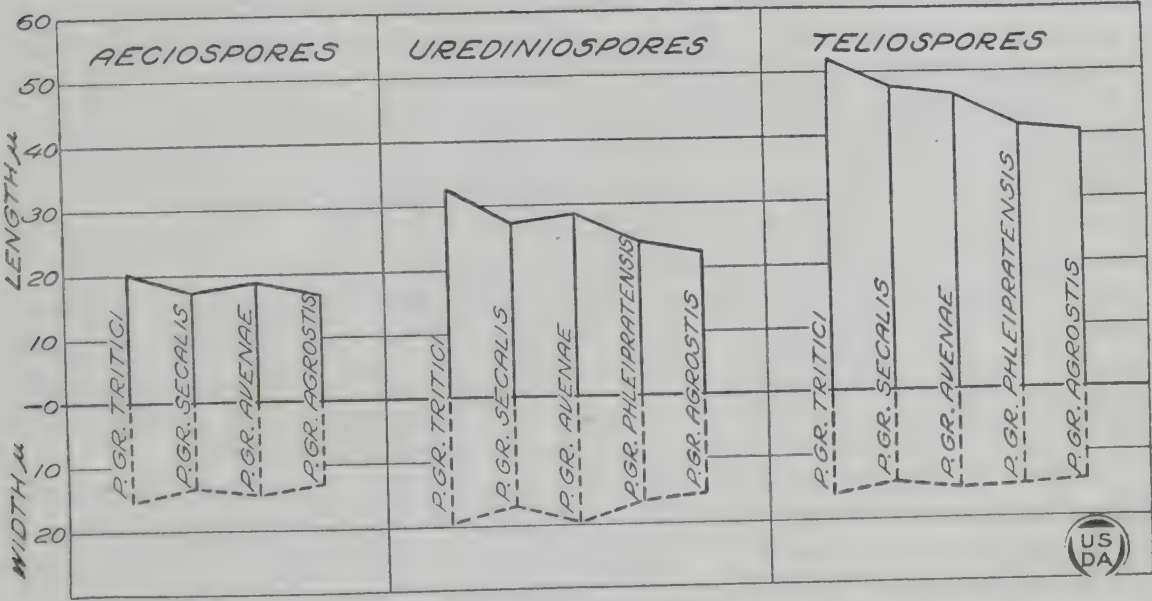 AECIOSPORES
UREDINIOSPORES
TELIOSPORES
LENGTH µ
WIDTH µ
60
50
40
30
20
10
0
10
20
P. GR. TRITICI
P. GR. SECALIS
P. GR. AVENAE
P. GR. AGROSTIS
P. GR. TRITICI
P. GR. SECALIS
P. GR. AVENAE
P. GR. PHLEIPRATENSIS
P. GR. AGROSTIS
P. GR. TRITICI
P. GR. SECALIS
P. GR. AVENAE
P. GR. PHLEIPRATENSIS
P. GR. AGROSTIS
US
DA